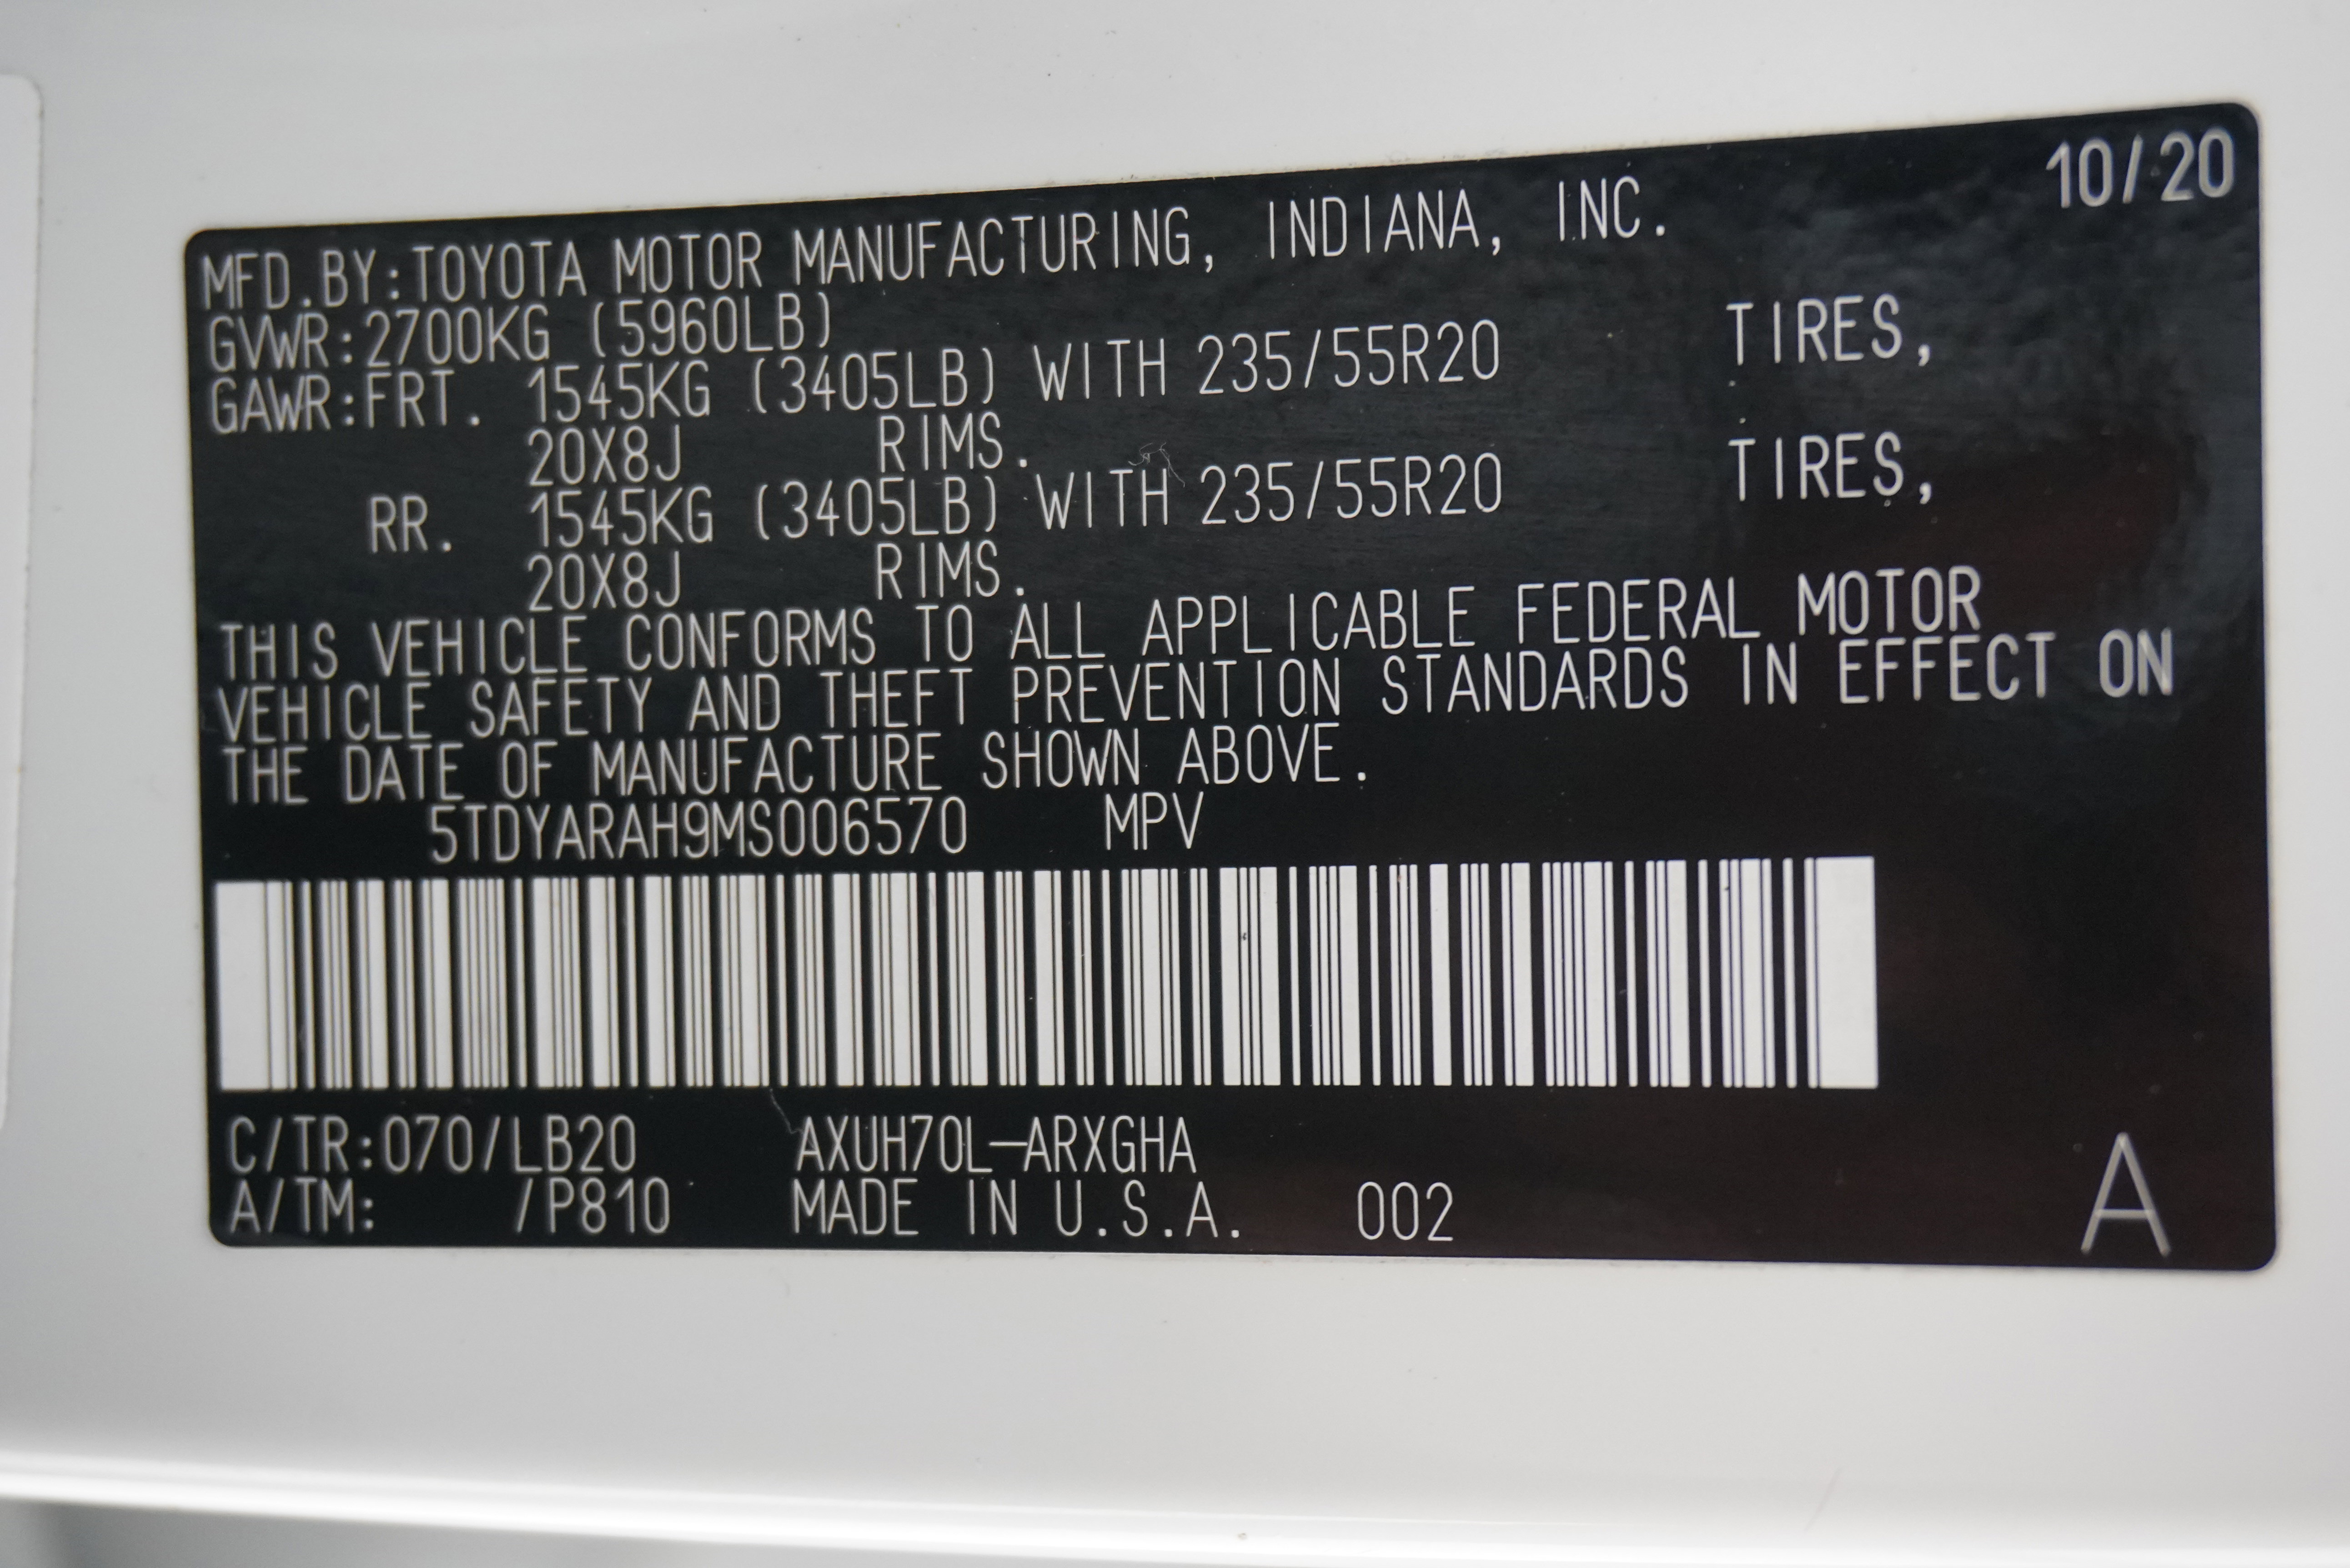 10/20
MFD.BY:TOYOTA MOTOR MANUFACTURING, INDIANA, INC.
GVWR:2700KG (5960LB)
GAWR:FRT. 1545KG (3405LB) WITH 235/55R20 TIRES,
20X8J RIMS.
RR. 1545KG (3405LB) WITH 235/55R20 TIRES,
20X8J RIMS.
THIS VEHICLE CONFORMS TO ALL APPLICABLE FEDERAL MOTOR
VEHICLE SAFETY AND THEFT PREVENTION STANDARDS IN EFFECT ON
THE DATE OF MANUFACTURE SHOWN ABOVE.
5TDYARAH9MS006570 MPV
C/TR:070/LB20 AXUH70L-ARXGHA
A/TM: /P810 MADE IN U.S.A. 002
A